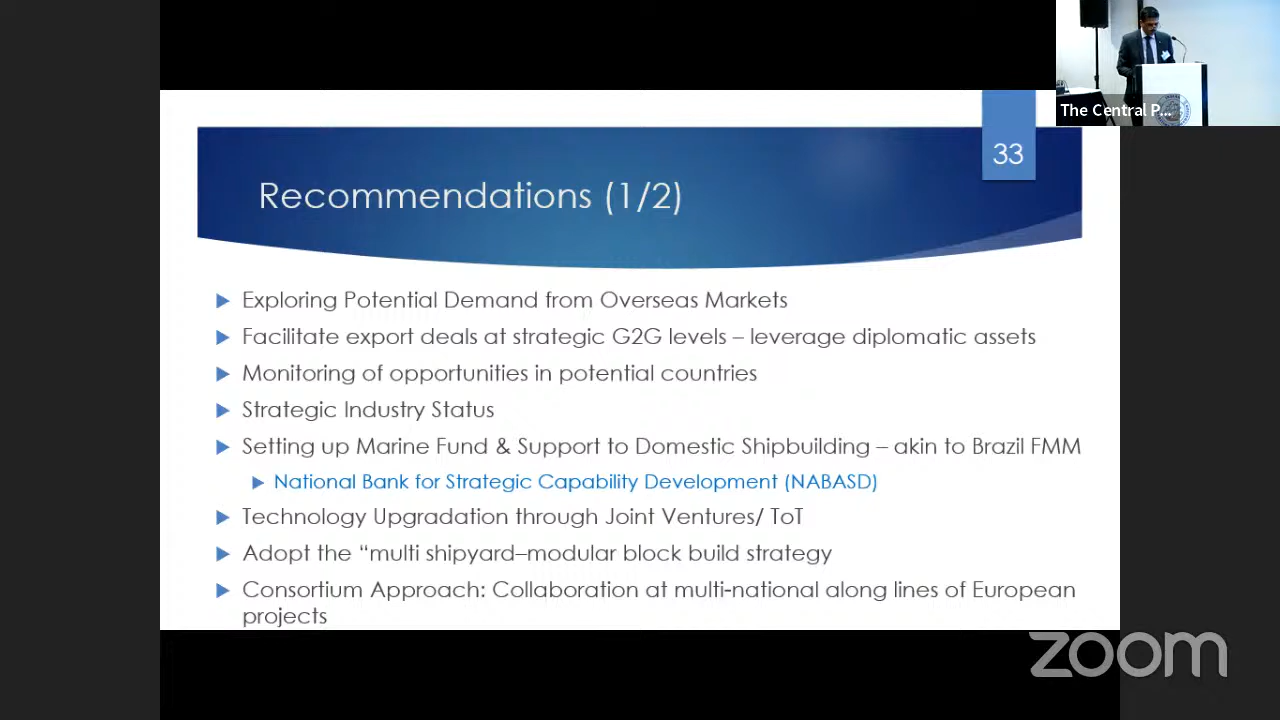 The Central P...
33
Recommendations (1/2)
Exploring Potential Demand from Overseas Markets
Facilitate export deals at strategic G2G levels – leverage diplomatic assets
Monitoring of opportunities in potential countries
Strategic Industry Status
Setting up Marine Fund & Support to Domestic Shipbuilding – akin to Brazil FMM
National Bank for Strategic Capability Development (NABASD)
Technology Upgradation through Joint Ventures/ ToT
Adopt the “multi shipyard–modular block build strategy
Consortium Approach: Collaboration at multi-national along lines of European
projects
zoom